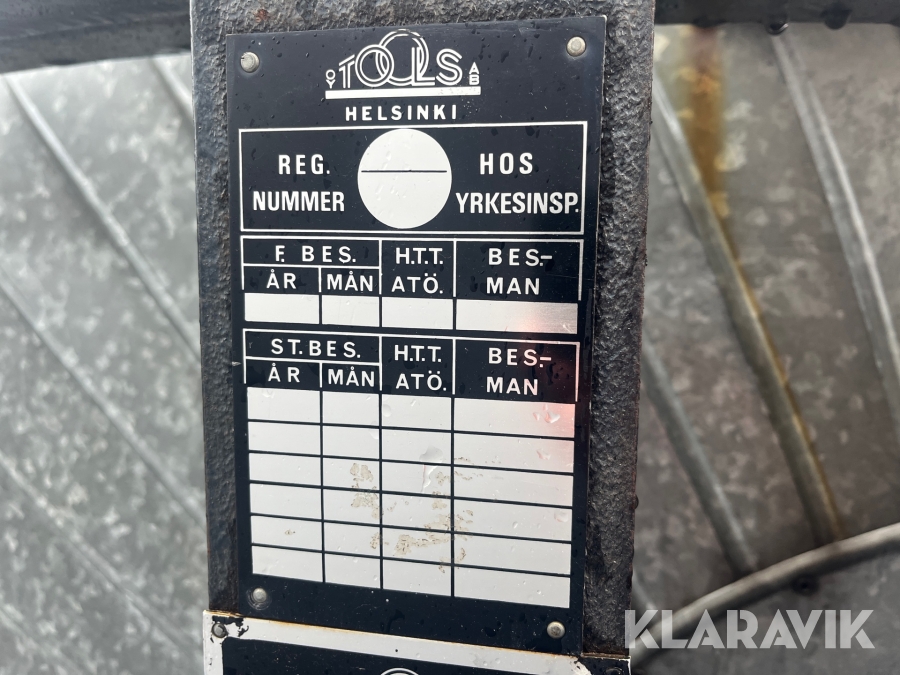 OY TOOLS AB
HELSINKI
REG. HOS
NUMMER YRKESINSP.
F. BES. H.T.T. BES.-
ÅR MÅN ATÖ. MAN
ST.BES. H.T.T. BES.-
ÅR MÅN ATÖ. MAN
KLARAVIK